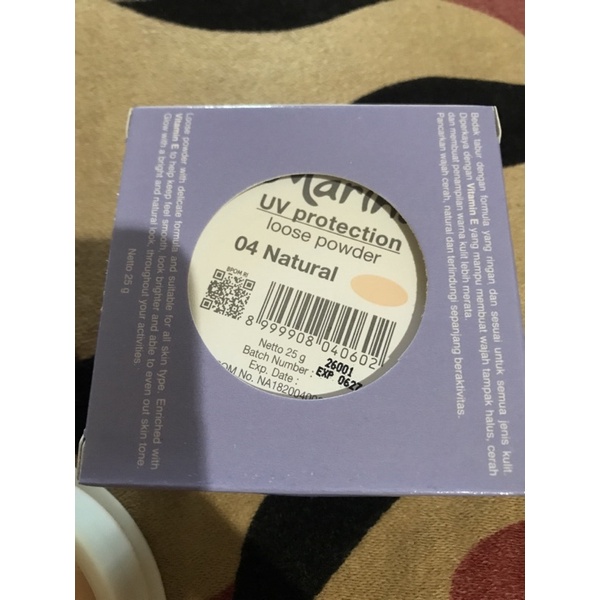 Loose powder with delicate formula and suitable for all skin type. Enriched with
Vitamin E to help keep feel smooth, look brighter and able to even out skin tone.
Glow with a bright and natural look, throughout your activities.
Netto 25 g
UV protection
loose powder
04 Natural
BPOM RI
8 999908 040602
Netto 25 g
Batch Number : 26001
Exp. Date : EXP 0627
Bedak tabur dengan formula yang ringan dan sesuai untuk semua jenis kulit.
Diperkaya dengan Vitamin E yang mampu membuat wajah tampak halus, cerah
dan membuat penampilan warna kulit lebih merata.
Pancarkan wajah cerah, natural dan terlindungi sepanjang beraktivitas.